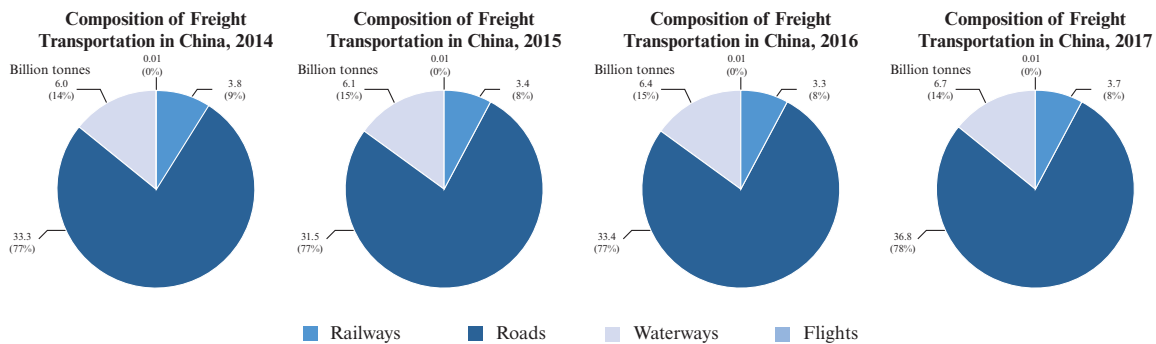 Composition of Freight
Transportation in China, 2014
Billion tonnes
0.01
(0%)
3.8
(9%)
6.0
(14%)
33.3
(77%)
Composition of Freight
Transportation in China, 2015
Billion tonnes
0.01
(0%)
3.4
(8%)
6.1
(15%)
31.5
(77%)
Composition of Freight
Transportation in China, 2016
Billion tonnes
0.01
(0%)
3.3
(8%)
6.4
(15%)
33.4
(77%)
Composition of Freight
Transportation in China, 2017
Billion tonnes
0.01
(0%)
3.7
(8%)
6.7
(14%)
36.8
(78%)
Railways
Roads
Waterways
Flights